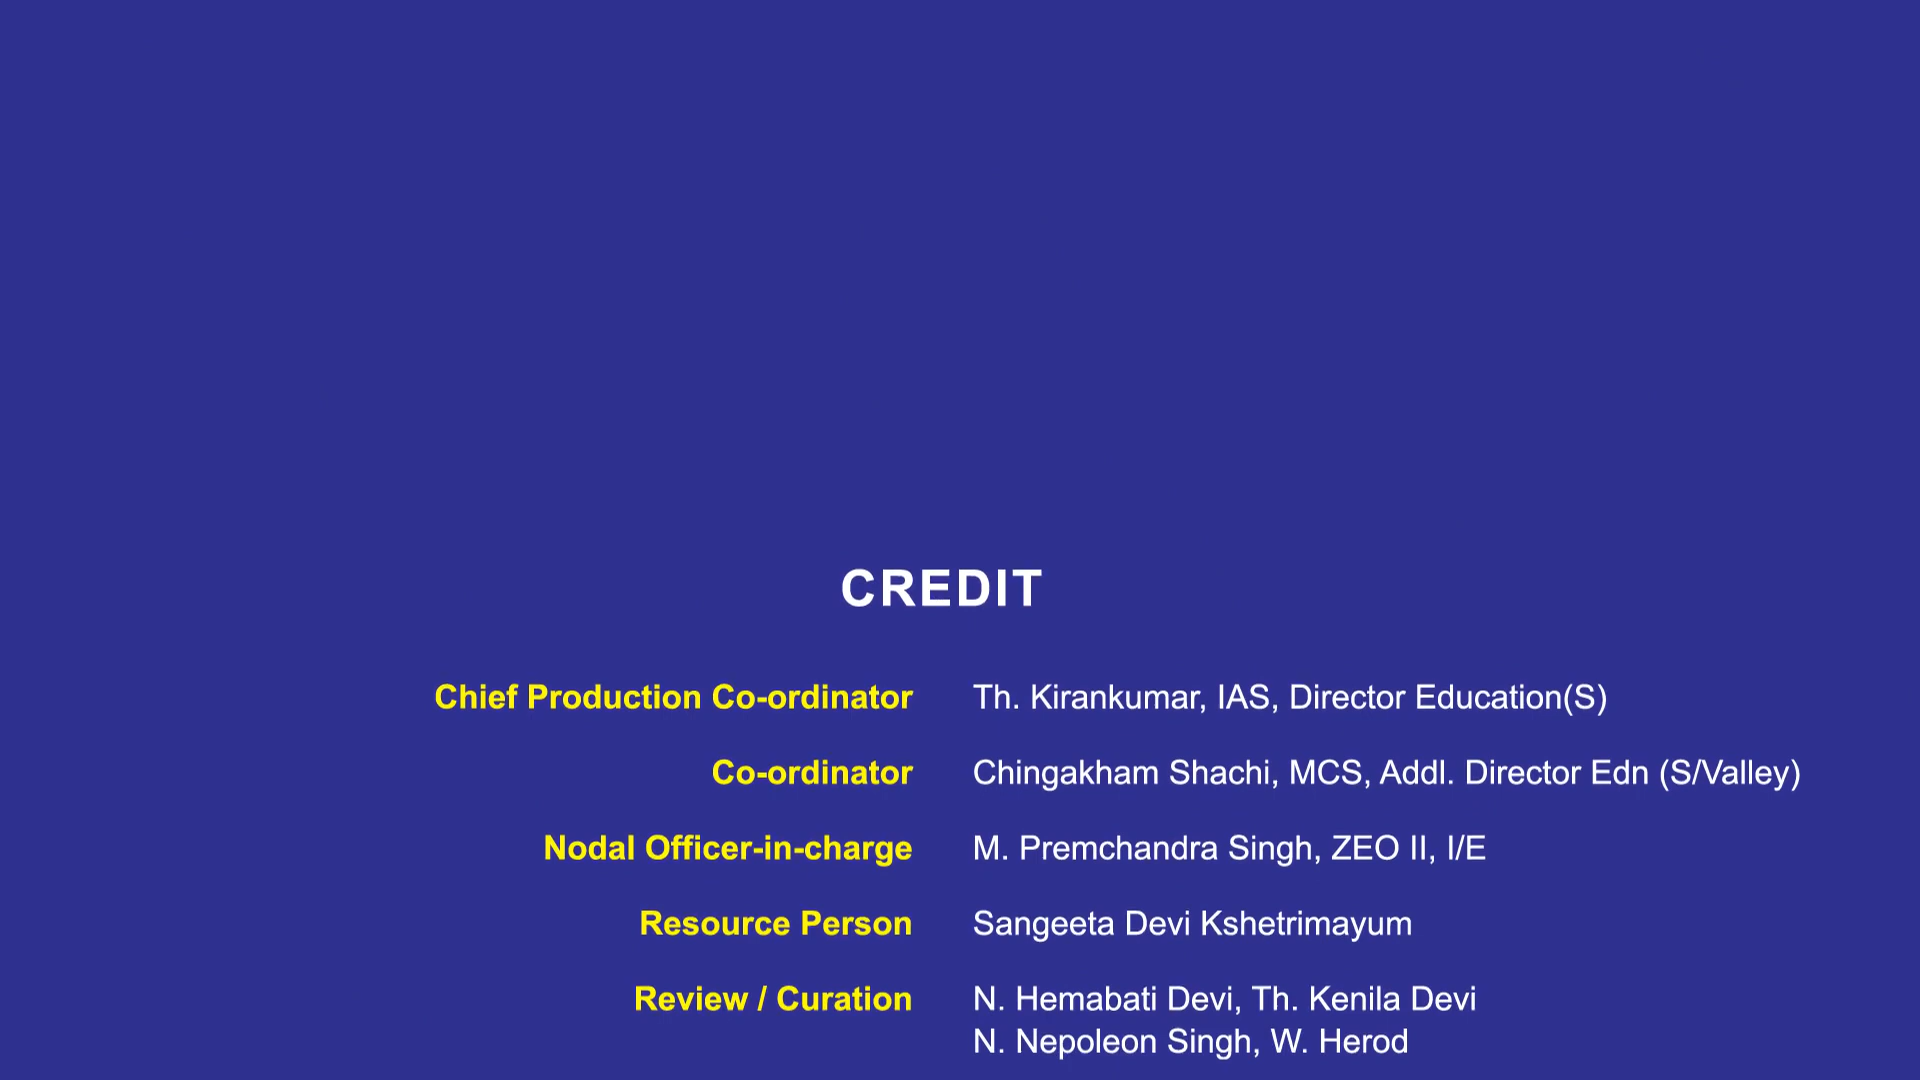 CREDIT
Chief Production Co-ordinator Th. Kirankumar, IAS, Director Education(S)
Co-ordinator Chingakham Shachi, MCS, Addl. Director Edn (S/Valley)
Nodal Officer-in-charge M. Premchandra Singh, ZEO II, I/E
Resource Person Sangeeta Devi Kshetrimayum
Review / Curation N. Hemabati Devi, Th. Kenila Devi
N. Nepoleon Singh, W. Herod